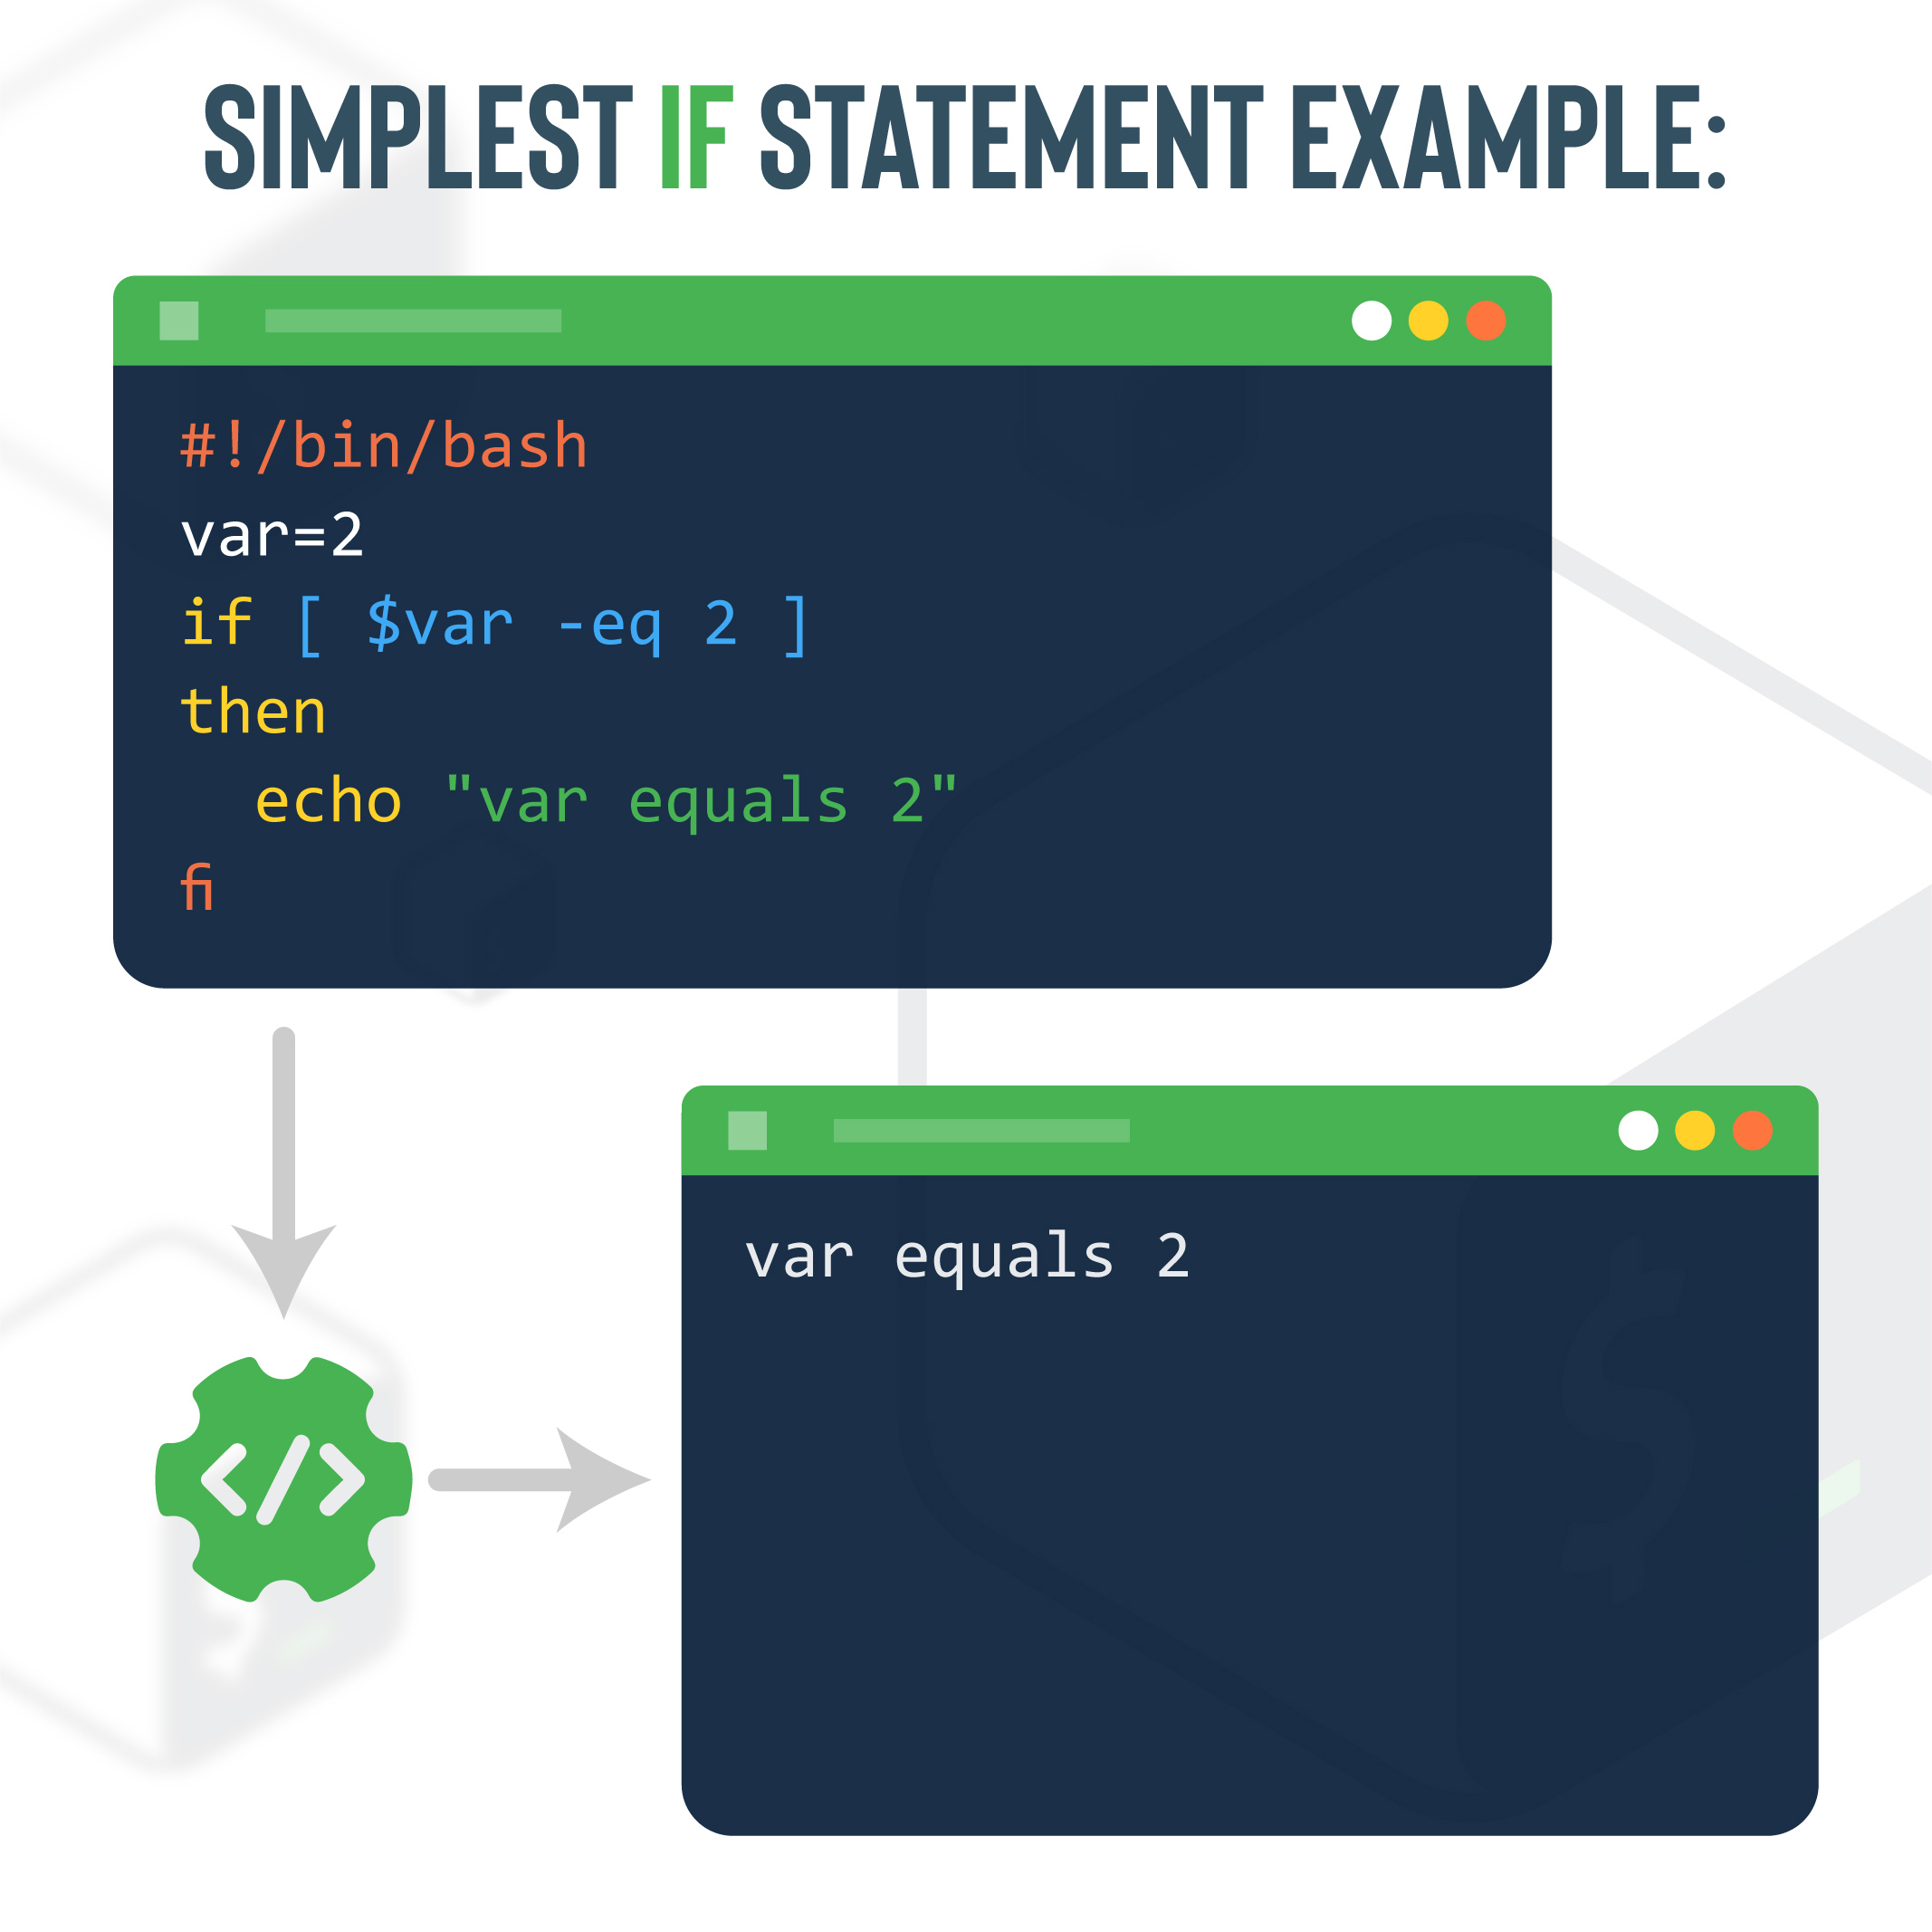 SIMPLEST IF STATEMENT EXAMPLE:
#!/bin/bash
var=2
if [ $var -eq 2 ]
then
   echo "var equals 2"
fi
</>
var equals 2